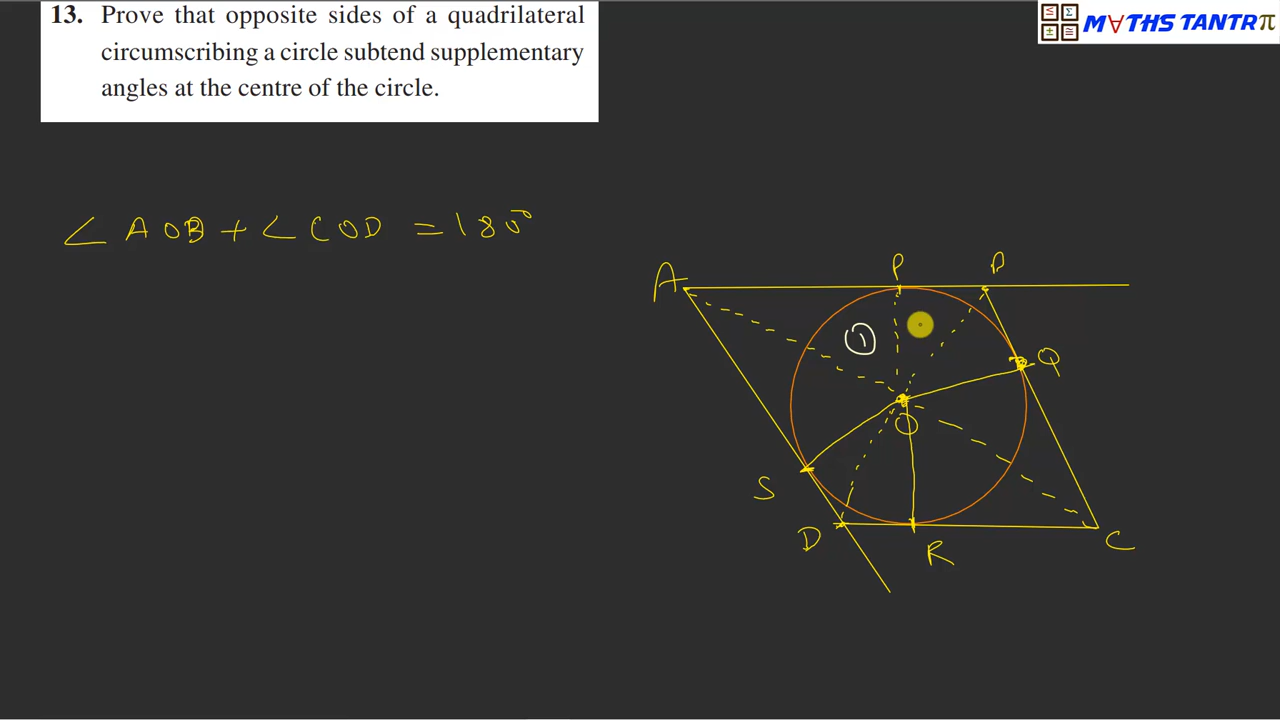 13. Prove that opposite sides of a quadrilateral
circumscribing a circle subtend supplementary
angles at the centre of the circle.
≤ Σ
± ≅
M∀THS TANTRπ
∠AOB + ∠COD = 180°
A
P
B
1
Q
O
S
D
R
C